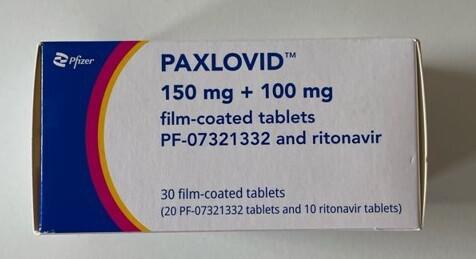 Pfizer
PAXLOVID™
150 mg + 100 mg
film-coated tablets
PF-07321332 and ritonavir
30 film-coated tablets
(20 PF-07321332 tablets and 10 ritonavir tablets)